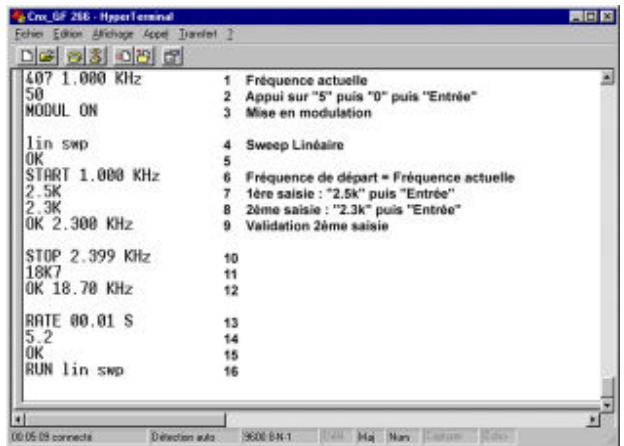 Cnx_GF 266 - HyperTerminal
Fichier Edition Affichage Appel Transfert ?
407 1.000 KHz 1 Fréquence actuelle
50 2 Appui sur "5" puis "0" puis "Entrée"
MODUL ON 3 Mise en modulation
lin swp 4 Sweep Linéaire
OK 5
START 1.000 KHz 6 Fréquence de départ = Fréquence actuelle
2.5K 7 1ère saisie : "2.5k" puis "Entrée"
2.3K 8 2ème saisie : "2.3k" puis "Entrée"
OK 2.300 KHz 9 Validation 2ème saisie
STOP 2.399 KHz 10
18K7 11
OK 18.70 KHz 12
RATE 00.01 S 13
5.2 14
OK 15
RUN lin swp 16
00:05:09 connecté Détection auto 9600 8-N-1 Défil Maj Num Capturer Echo